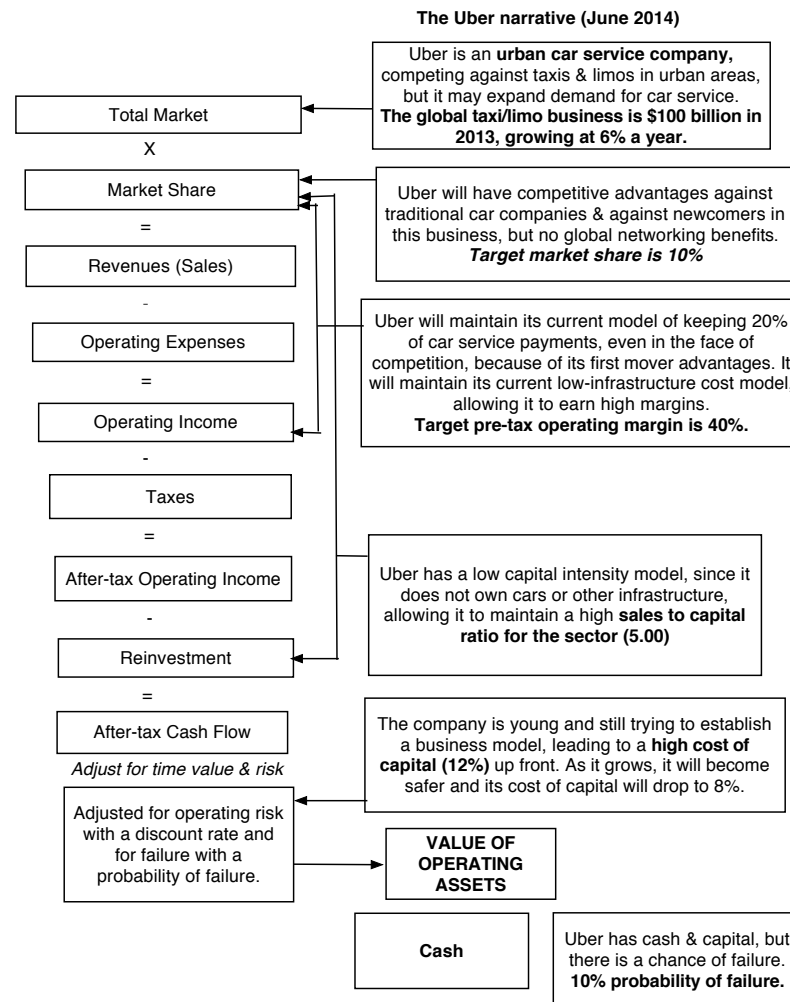 The Uber narrative (June 2014)
Uber is an urban car service company,
competing against taxis & limos in urban areas,
but it may expand demand for car service.
The global taxi/limo business is $100 billion in
2013, growing at 6% a year.
Total Market
X
Market Share
Uber will have competitive advantages against
traditional car companies & against newcomers in
this business, but no global networking benefits.
Target market share is 10%
=
Revenues (Sales)
-
Operating Expenses
=
Operating Income
Uber will maintain its current model of keeping 20%
of car service payments, even in the face of
competition, because of its first mover advantages. It
will maintain its current low-infrastructure cost model,
allowing it to earn high margins.
Target pre-tax operating margin is 40%.
-
Taxes
=
After-tax Operating Income
-
Reinvestment
Uber has a low capital intensity model, since it
does not own cars or other infrastructure,
allowing it to maintain a high sales to capital
ratio for the sector (5.00)
=
After-tax Cash Flow
Adjust for time value & risk
The company is young and still trying to establish
a business model, leading to a high cost of
capital (12%) up front. As it grows, it will become
safer and its cost of capital will drop to 8%.
Adjusted for operating risk
with a discount rate and
for failure with a
probability of failure.
VALUE OF
OPERATING
ASSETS
Cash
Uber has cash & capital, but
there is a chance of failure.
10% probability of failure.